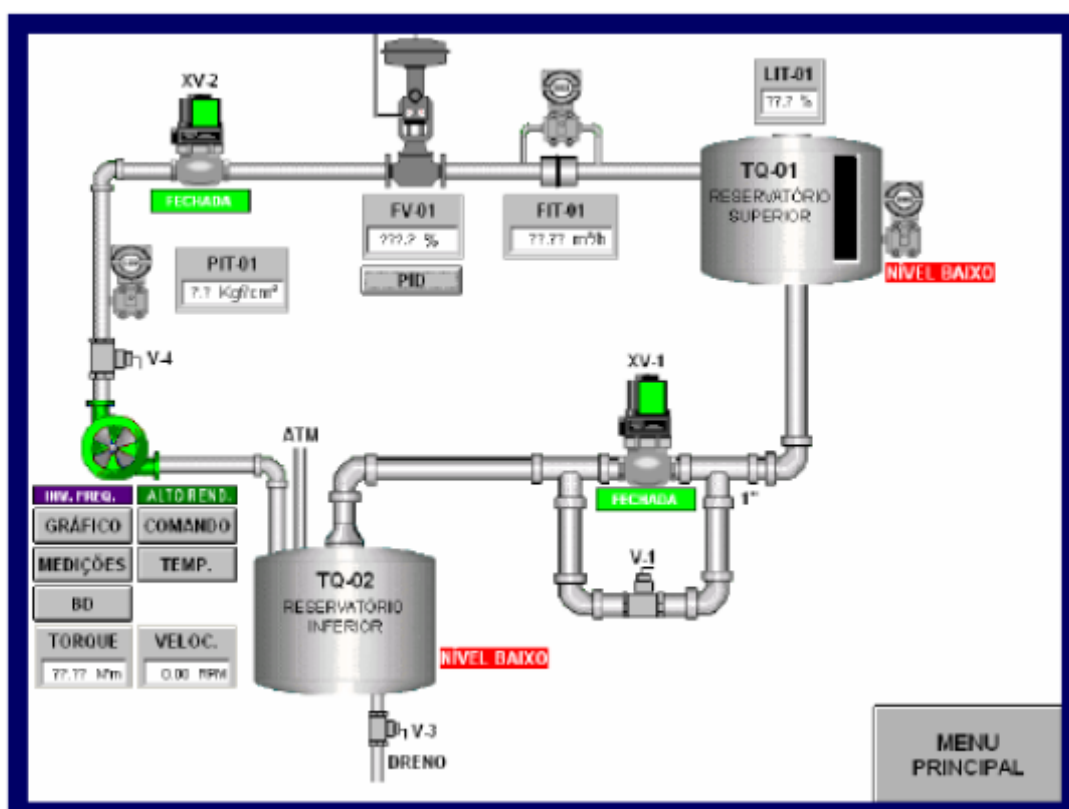 XV-2
FECHADA
FV-01
???.? %
PID
FIT-01
??.?? m³/h
LIT-01
??.? %
TQ-01
RESERVATÓRIO
SUPERIOR
NÍVEL BAIXO
PIT-01
?.? Kgf/cm²
V-4
XV-1
FECHADA
1"
V-1
ATM
INV. FREQ.
ALTO REND.
GRÁFICO
COMANDO
MEDIÇÕES
TEMP.
BD
TORQUE
??.?? N*m
VELOC.
0.00 RPM
TQ-02
RESERVATÓRIO
INFERIOR
NÍVEL BAIXO
V-3
DRENO
MENU
PRINCIPAL